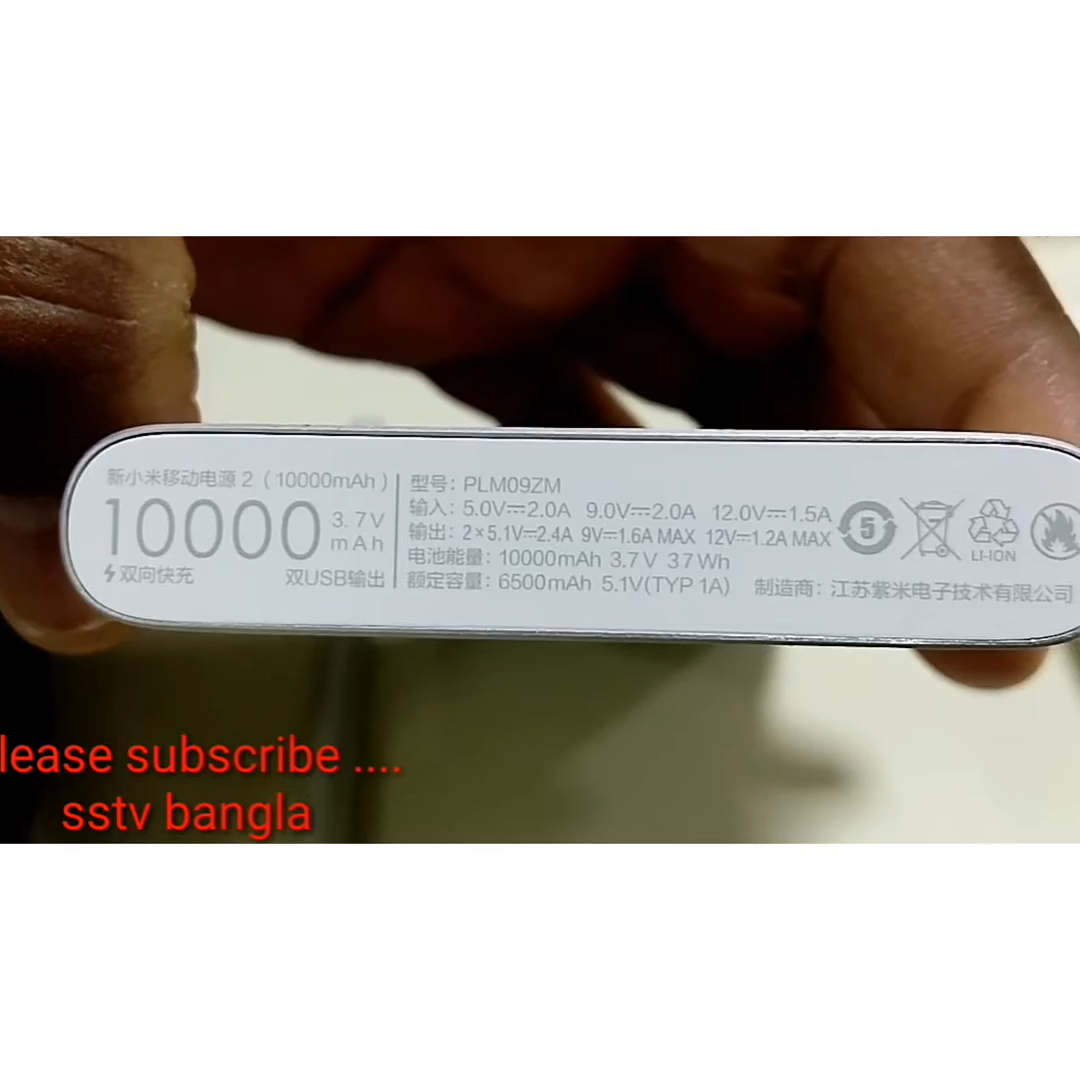 新小米移动电源 2 (10000mAh)
10000 3.7V mAh
双向快充 双USB输出
型号: PLM09ZM
输入: 5.0V⎓2.0A 9.0V⎓2.0A 12.0V⎓1.5A
输出: 2×5.1V⎓2.4A 9V⎓1.6A MAX 12V⎓1.2A MAX
电池能量: 10000mAh 3.7V 37Wh
额定容量: 6500mAh 5.1V(TYP 1A) 制造商: 江苏紫米电子技术有限公司
5
LI-ION
lease subscribe ....
sstv bangla